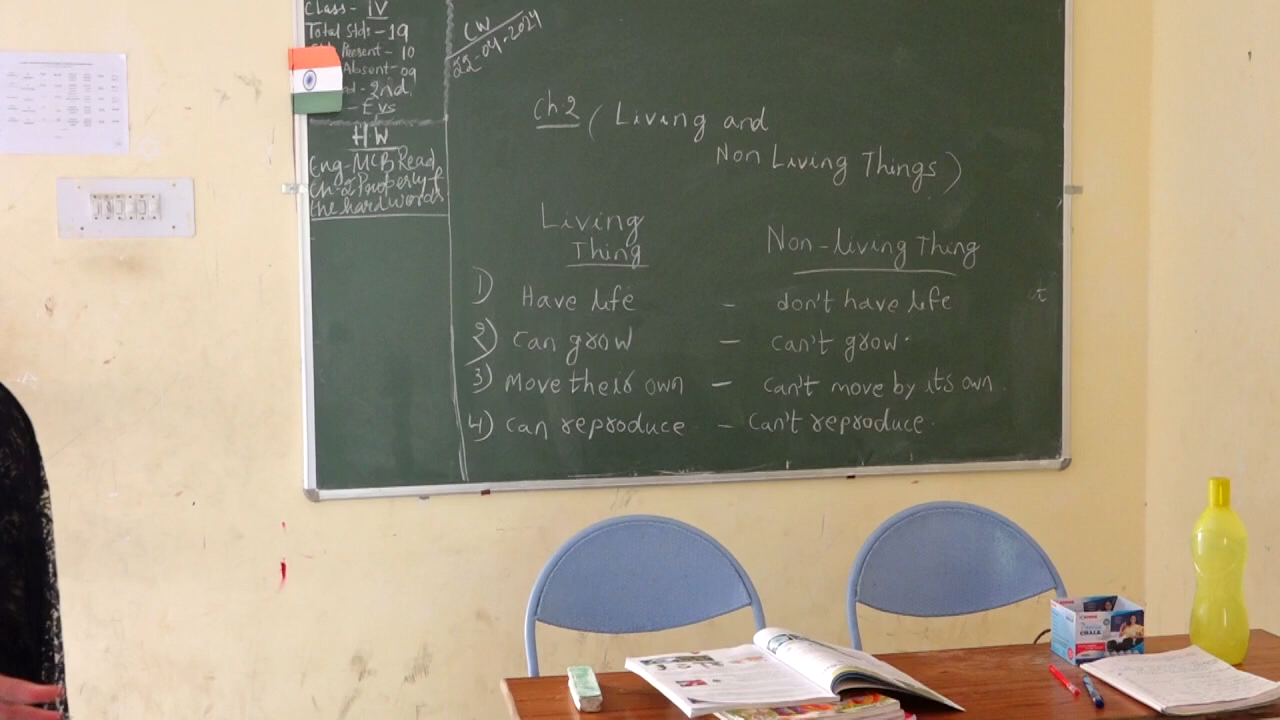 Class- IV
Total Stds - 19
Present - 10
Absent- 09
2nd
- Evs
HW
Eng- MCB Read
Ch-2 Properly &
the hard words
CW
22-04-2024
Ch.2 ( Living and
Non Living Things )
Living
Thing
Non-living Thing
1) Have life - don't have life
2) Can grow - can't grow.
3) Move their own - can't move by its own.
4) Can reproduce - Can't reproduce.
t
CHALK